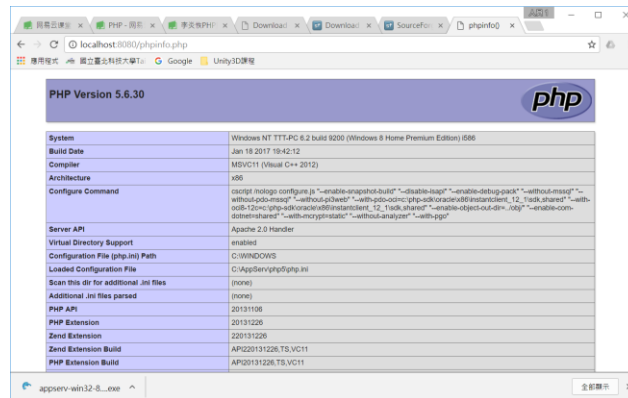 PHP - 网易
Download
Download
SourceFor
phpinfo()
localhost:8080/phpinfo.php
應用程式
國立臺北科技大學Ta
Google
Unity3D課程
PHP Version 5.6.30
php
System Windows NT TTT-PC 6.2 build 9200 (Windows 8 Home Premium Edition) i586
Build Date Jan 18 2017 19:42:12
Compiler MSVC11 (Visual C++ 2012)
Architecture x86
Configure Command cscript /nologo configure.js "--enable-snapshot-build" "--disable-isapi" "--enable-debug-pack" "--without-mssql" "--
without-pdo-mssql" "--without-pi3web" "--with-pdo-oci=c:\php-sdk\oracle\x86\instantclient_12_1\sdk,shared" "--with-
oci8-12c=c:\php-sdk\oracle\x86\instantclient_12_1\sdk,shared" "--enable-object-out-dir=../obj/" "--enable-com-
dotnet=shared" "--with-mcrypt=static" "--without-analyzer" "--with-pgo"
Server API Apache 2.0 Handler
Virtual Directory Support enabled
Configuration File (php.ini) Path C:\WINDOWS
Loaded Configuration File C:\AppServ\php5\php.ini
Scan this dir for additional .ini files (none)
Additional .ini files parsed (none)
PHP API 20131106
PHP Extension 20131226
Zend Extension 220131226
Zend Extension Build API220131226,TS,VC11
PHP Extension Build API20131226,TS,VC11
appserv-win32-8....exe
全部顯示